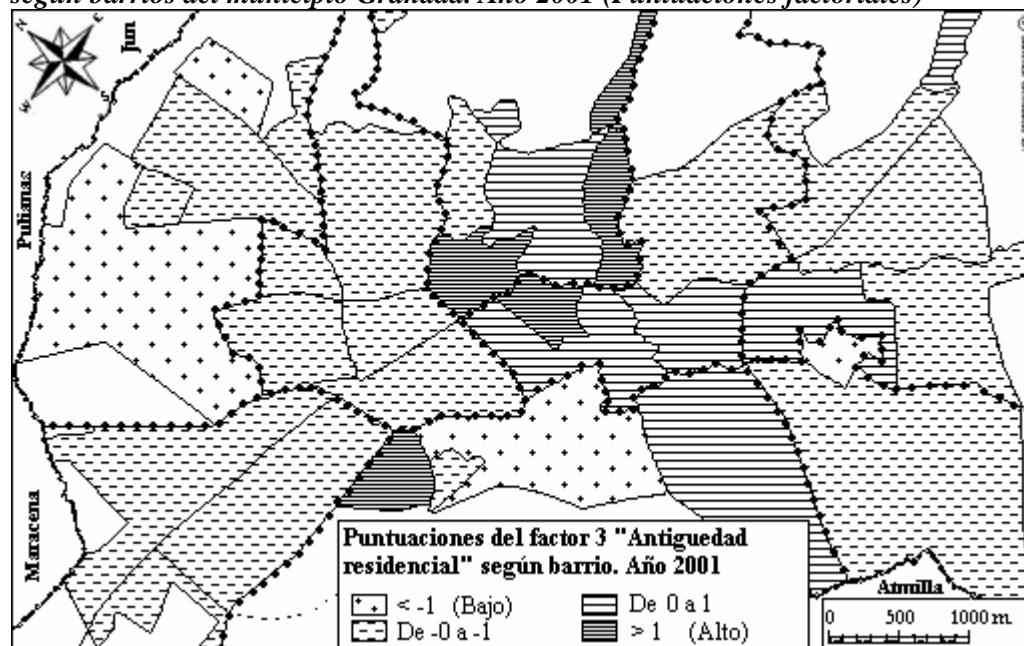 según barrios del municipio Granada. Año 2001 (Puntuaciones factoriales)
N
E
W
S
Jun
Pulianas
Maracena
Puntuaciones del factor 3 "Antiguedad
residencial" según barrio. Año 2001
< -1 (Bajo)
De 0 a 1
De -0 a -1
> 1 (Alto)
Atmilla
0 500 1000 m.